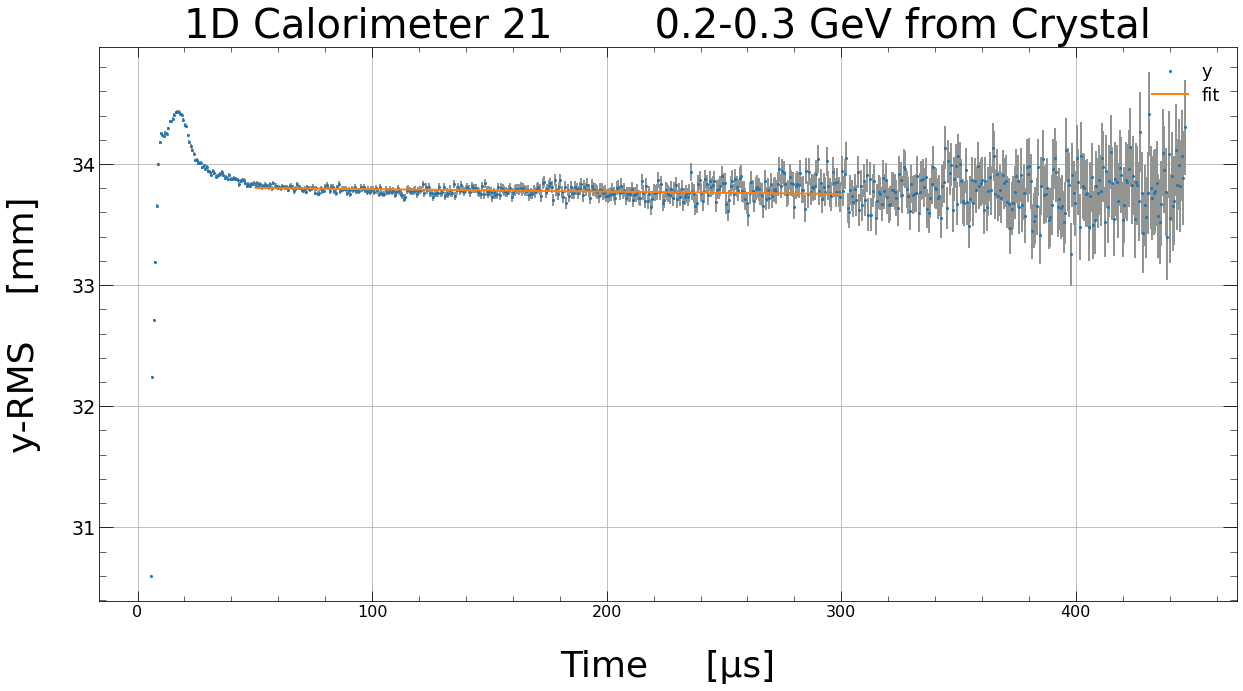 1D Calorimeter 21 0.2-0.3 GeV from Crystal
y
fit
y-RMS [mm]
34
33
32
31
0 100 200 300 400
Time [μs]